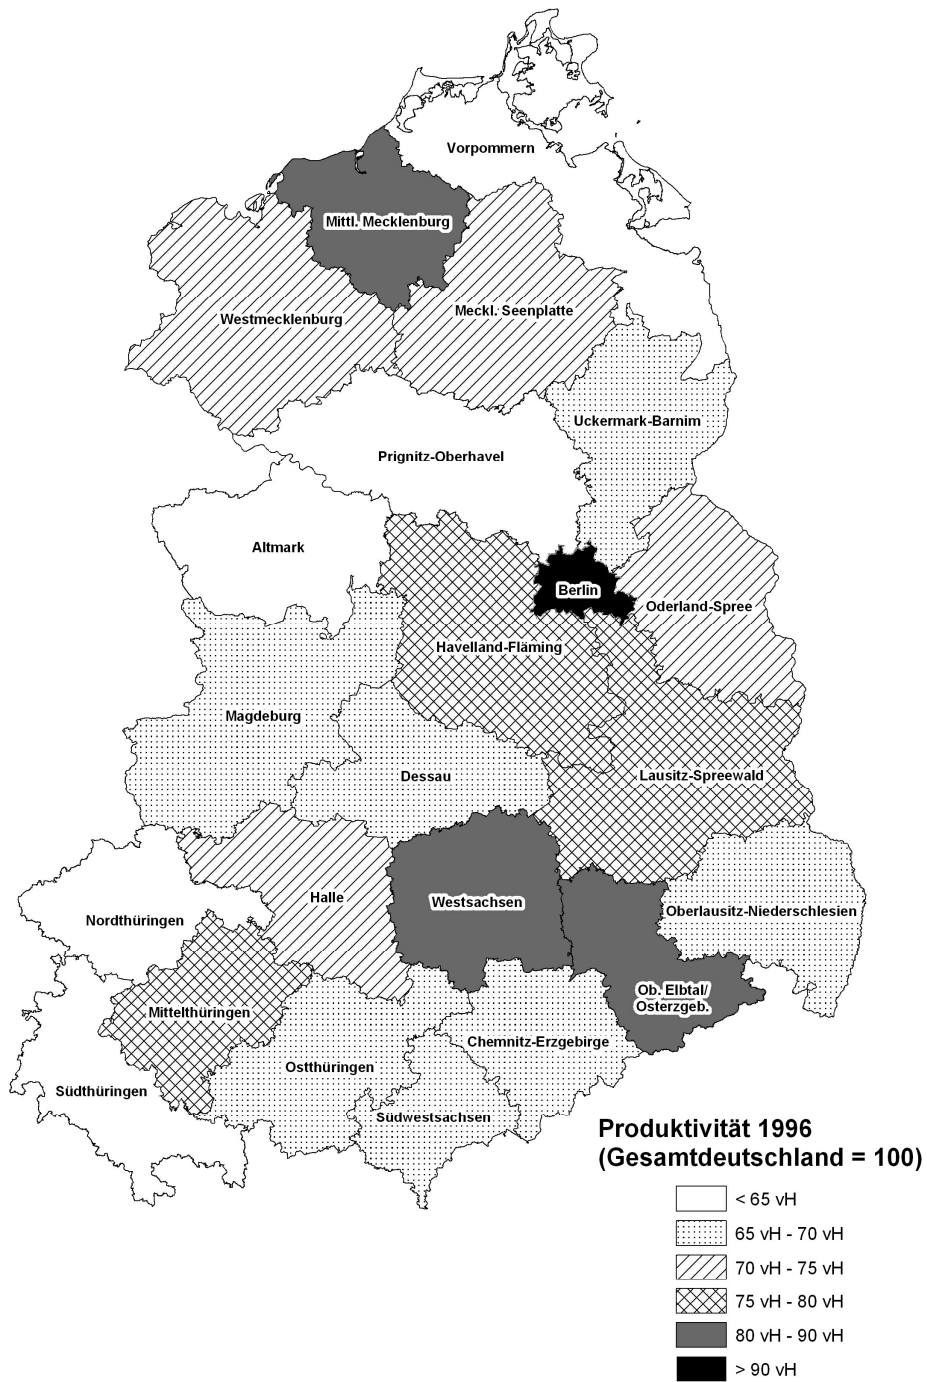 Vorpommern
Mittl. Mecklenburg
Meckl. Seenplatte
Westmecklenburg
Uckermark-Barnim
Prignitz-Oberhavel
Altmark
Berlin
Oderland-Spree
Havelland-Fläming
Magdeburg
Dessau
Lausitz-Spreewald
Halle
Westsachsen
Oberlausitz-Niederschlesien
Nordthüringen
Ob. Elbtal/
Osterzgeb.
Mittelthüringen
Chemnitz-Erzgebirge
Ostthüringen
Südthüringen
Südwestsachsen
Produktivität 1996
(Gesamtdeutschland = 100)
< 65 vH
65 vH - 70 vH
70 vH - 75 vH
75 vH - 80 vH
80 vH - 90 vH
> 90 vH